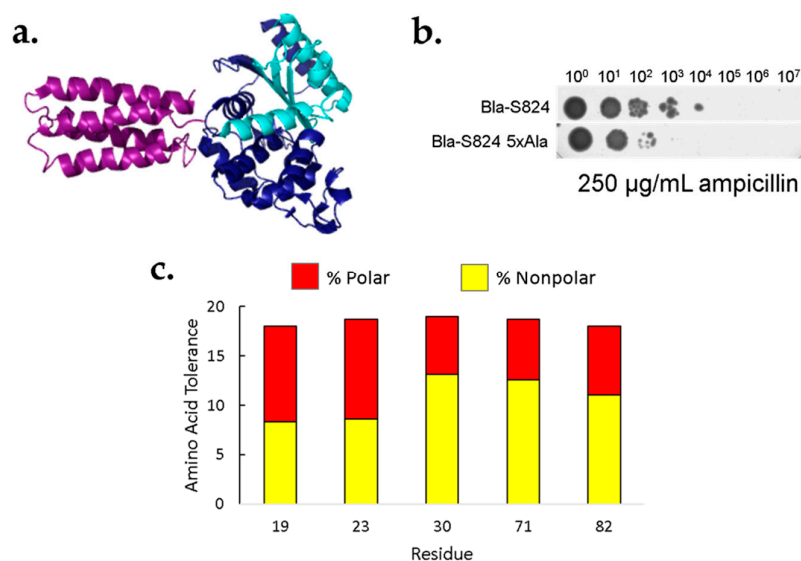 a.
b.
10⁰ 10¹ 10² 10³ 10⁴ 10⁵ 10⁶ 10⁷
Bla-S824
Bla-S824 5xAla
250 µg/mL ampicillin
c.
% Polar % Nonpolar
Amino Acid Tolerance
20
15
10
5
0
19 23 30 71 82
Residue